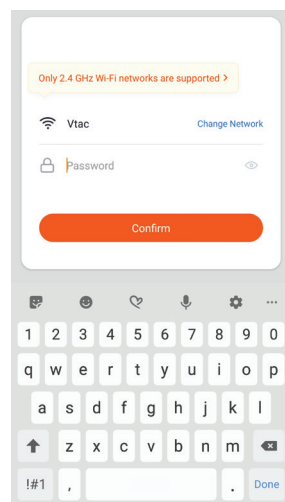 Only 2.4 GHz Wi-Fi networks are supported >
Vtac Change Network
Password
Confirm
1 2 3 4 5 6 7 8 9 0
q w e r t y u i o p
a s d f g h j k l
z x c v b n m
!#1 , . Done